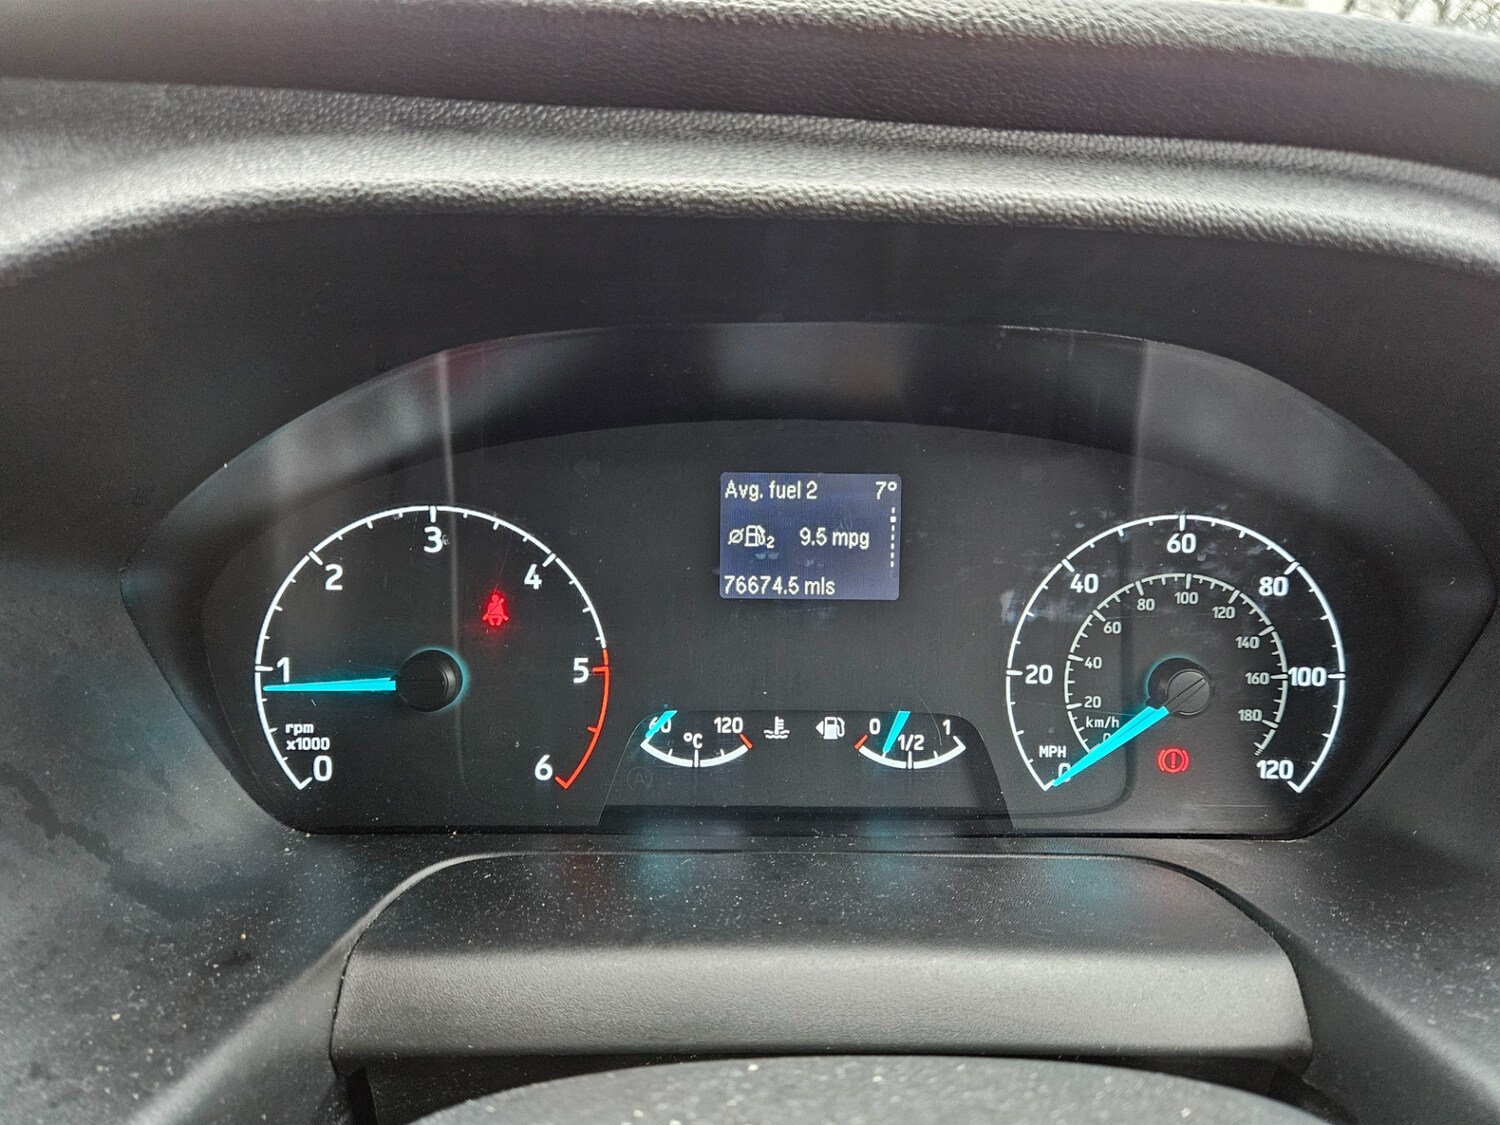 Avg. fuel 2 7°
2 9.5 mpg
76674.5 mls
0 1 2 3 4 5 6
rpm
x1000
60 120
°C
0 1/2 1
0 20 40 60 80 100 120
MPH
km/h
0 20 40 60 80 100 120 140 160 180
(A)